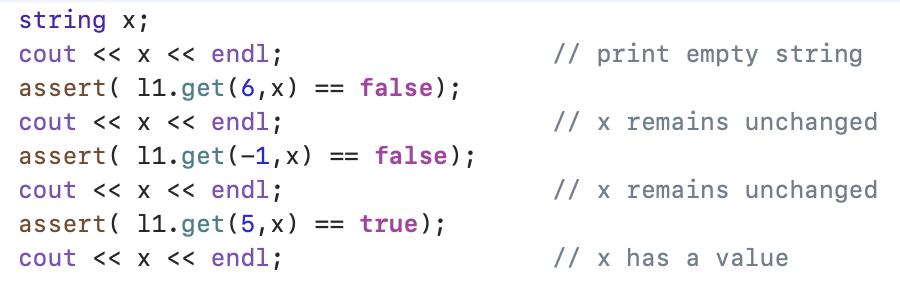 string x;
cout << x << endl; // print empty string
assert( l1.get(6,x) == false);
cout << x << endl; // x remains unchanged
assert( l1.get(-1,x) == false);
cout << x << endl; // x remains unchanged
assert( l1.get(5,x) == true);
cout << x << endl; // x has a value